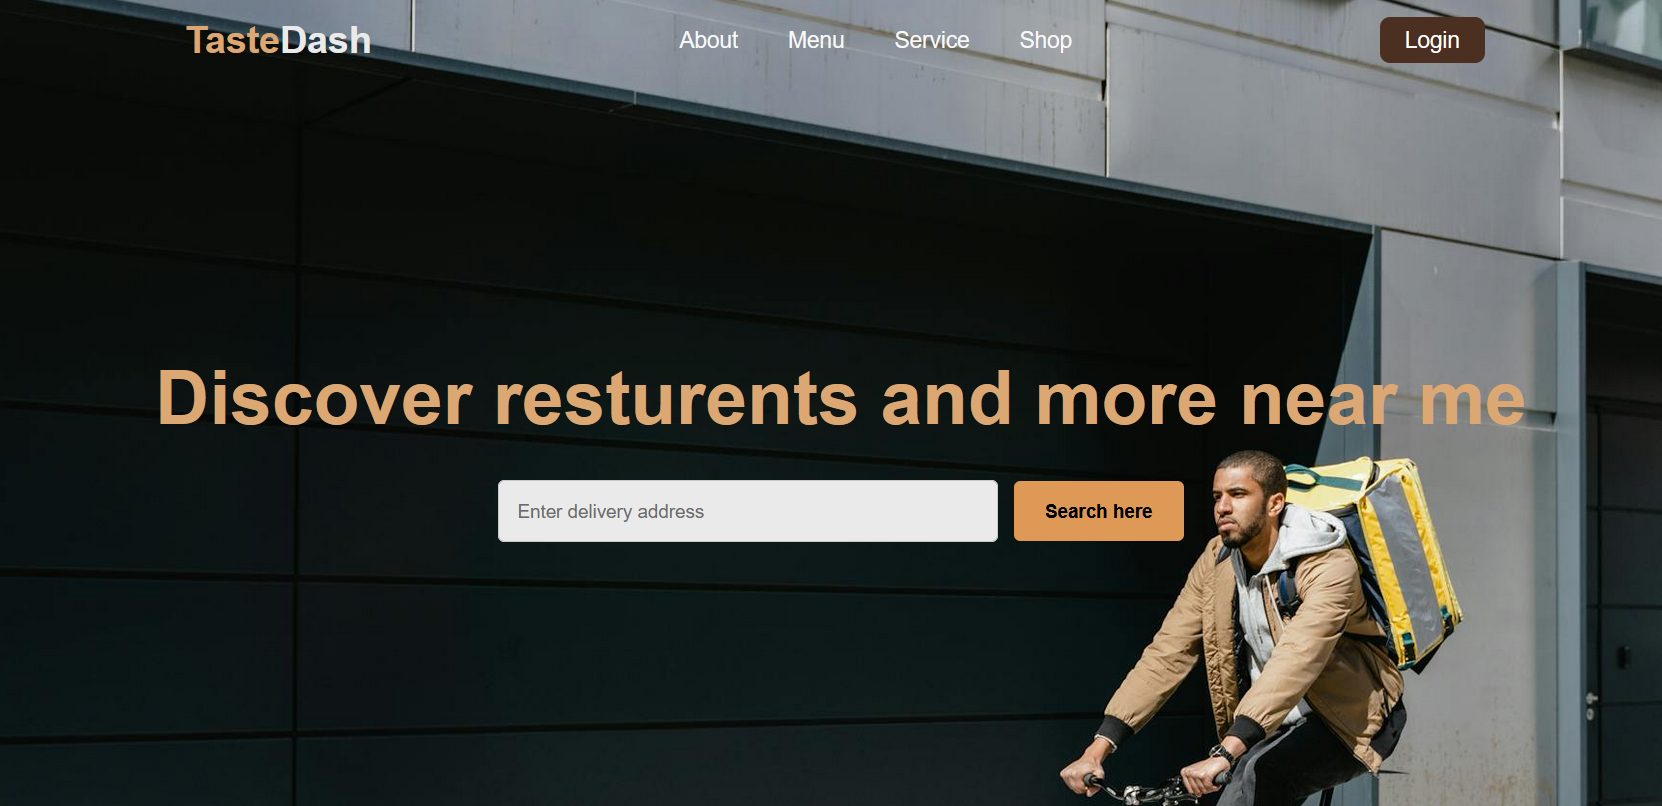 TasteDash
About
Menu
Service
Shop
Login
Discover resturents and more near me
Enter delivery address
Search here